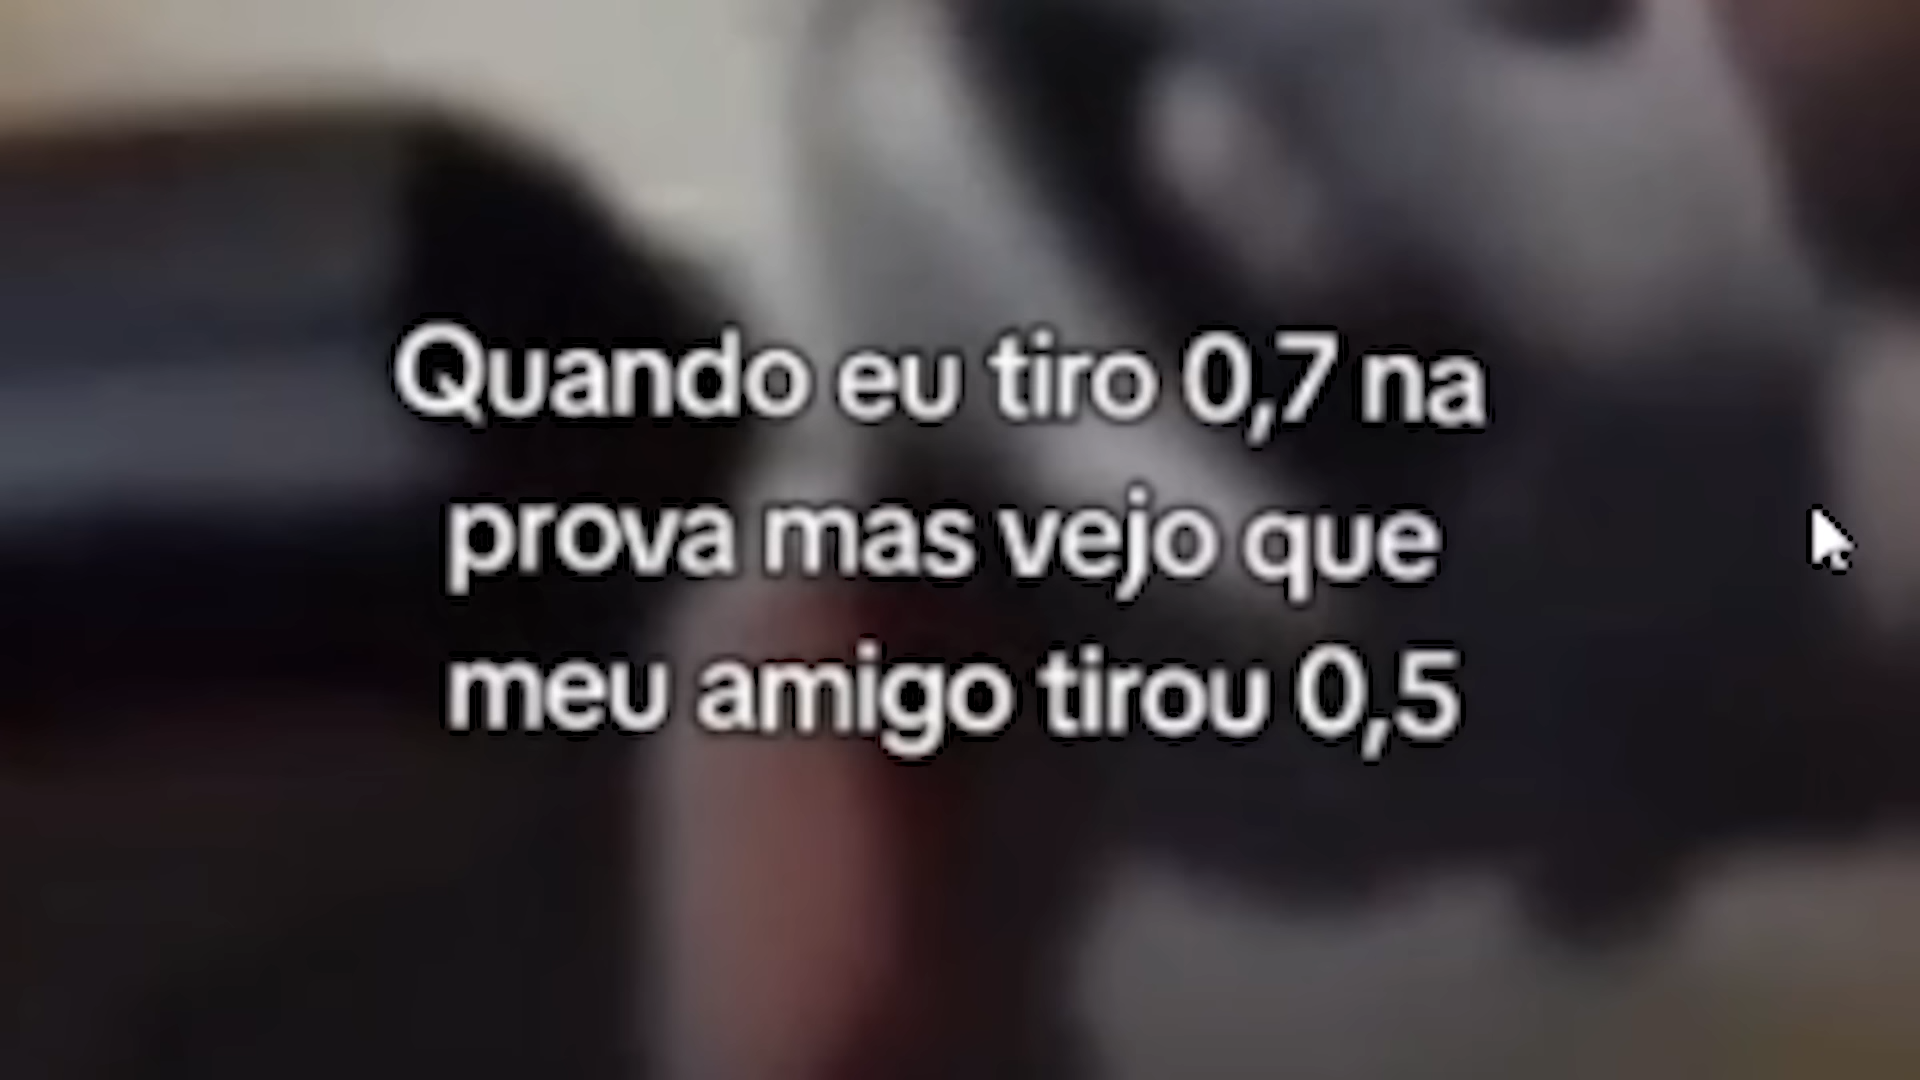 Quando eu tiro 0,7 na
prova mas vejo que
meu amigo tirou 0,5